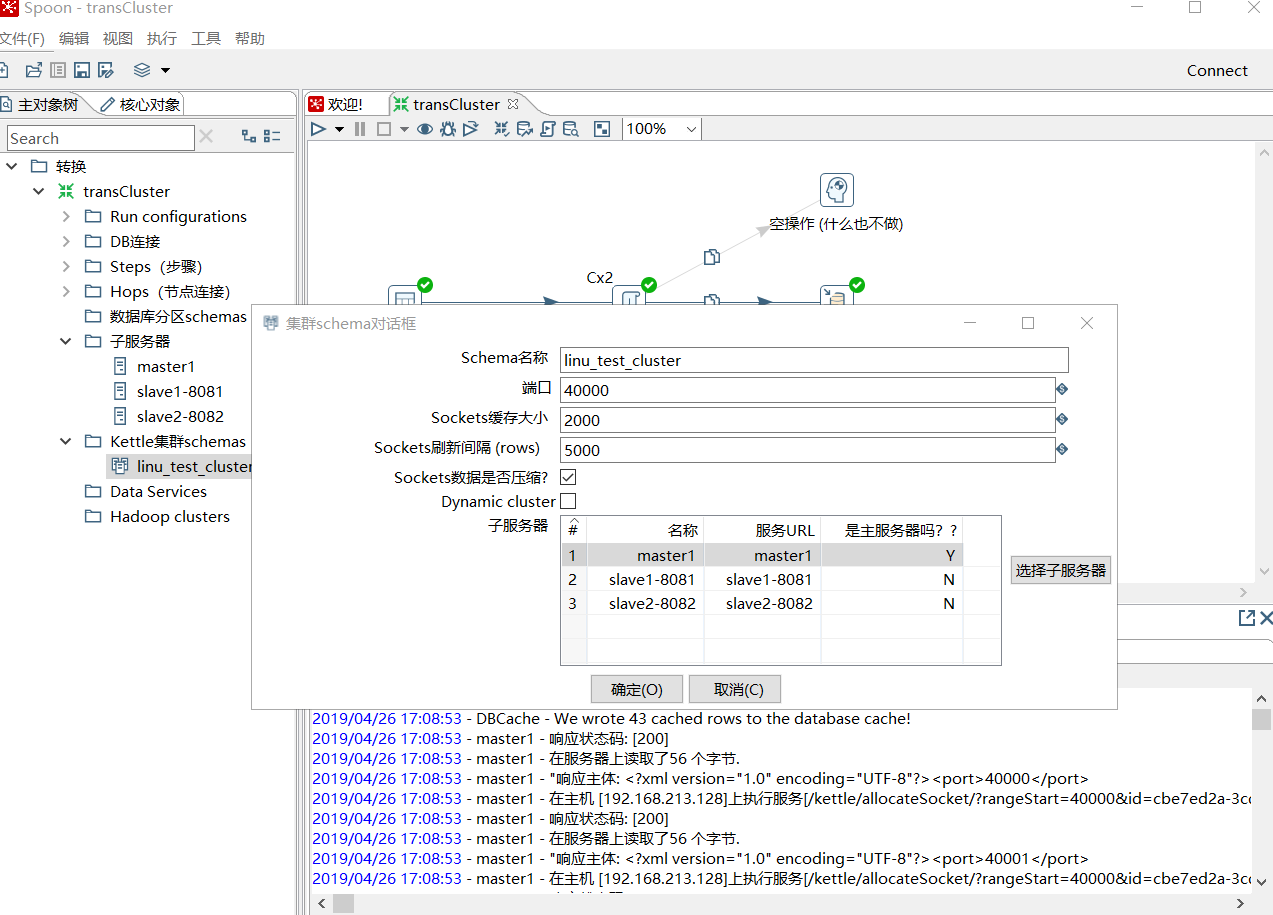 Spoon - transCluster
文件(F) 编辑 视图 执行 工具 帮助
Connect
主对象树 核心对象
Search
转换
transCluster
Run configurations
DB连接
Steps (步骤)
Hops (节点连接)
数据库分区schemas
子服务器
master1
slave1-8081
slave2-8082
Kettle集群schemas
linu_test_cluster
Data Services
Hadoop clusters
欢迎! transCluster
100%
空操作 (什么也不做)
Cx2
集群schema对话框
Schema名称 linu_test_cluster
端口 40000
Sockets缓存大小 2000
Sockets刷新间隔 (rows) 5000
Sockets数据是否压缩?
Dynamic cluster
子服务器
# 名称 服务URL 是主服务器吗? ?
1 master1 master1 Y
2 slave1-8081 slave1-8081 N
3 slave2-8082 slave2-8082 N
选择子服务器
确定(O) 取消(C)
2019/04/26 17:08:53 - DBCache - We wrote 43 cached rows to the database cache!
2019/04/26 17:08:53 - master1 - 响应状态码: [200]
2019/04/26 17:08:53 - master1 - 在服务器上读取了56 个字节.
2019/04/26 17:08:53 - master1 - "响应主体: <?xml version="1.0" encoding="UTF-8"?><port>40000</port>
2019/04/26 17:08:53 - master1 - 在主机 [192.168.213.128]上执行服务[/kettle/allocateSocket/?rangeStart=40000&id=cbe7ed2a-3c
2019/04/26 17:08:53 - master1 - 响应状态码: [200]
2019/04/26 17:08:53 - master1 - 在服务器上读取了56 个字节.
2019/04/26 17:08:53 - master1 - "响应主体: <?xml version="1.0" encoding="UTF-8"?><port>40001</port>
2019/04/26 17:08:53 - master1 - 在主机 [192.168.213.128]上执行服务[/kettle/allocateSocket/?rangeStart=40000&id=cbe7ed2a-3c